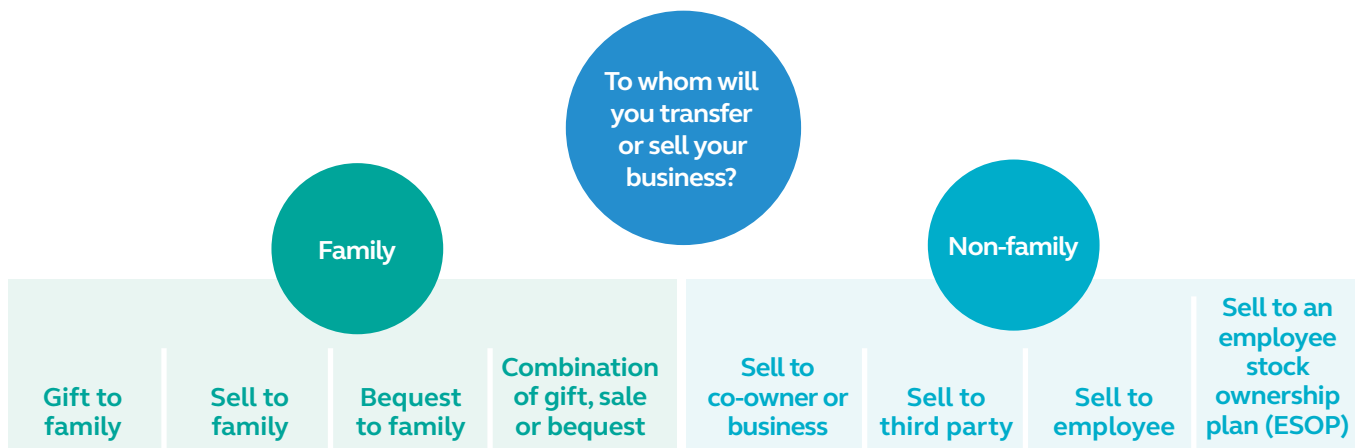 To whom will
you transfer
or sell your
business?
Family
Non-family
Gift to
family
Sell to
family
Bequest
to family
Combination
of gift, sale
or bequest
Sell to
co-owner or
business
Sell to
third party
Sell to
employee
Sell to an
employee
stock
ownership
plan (ESOP)